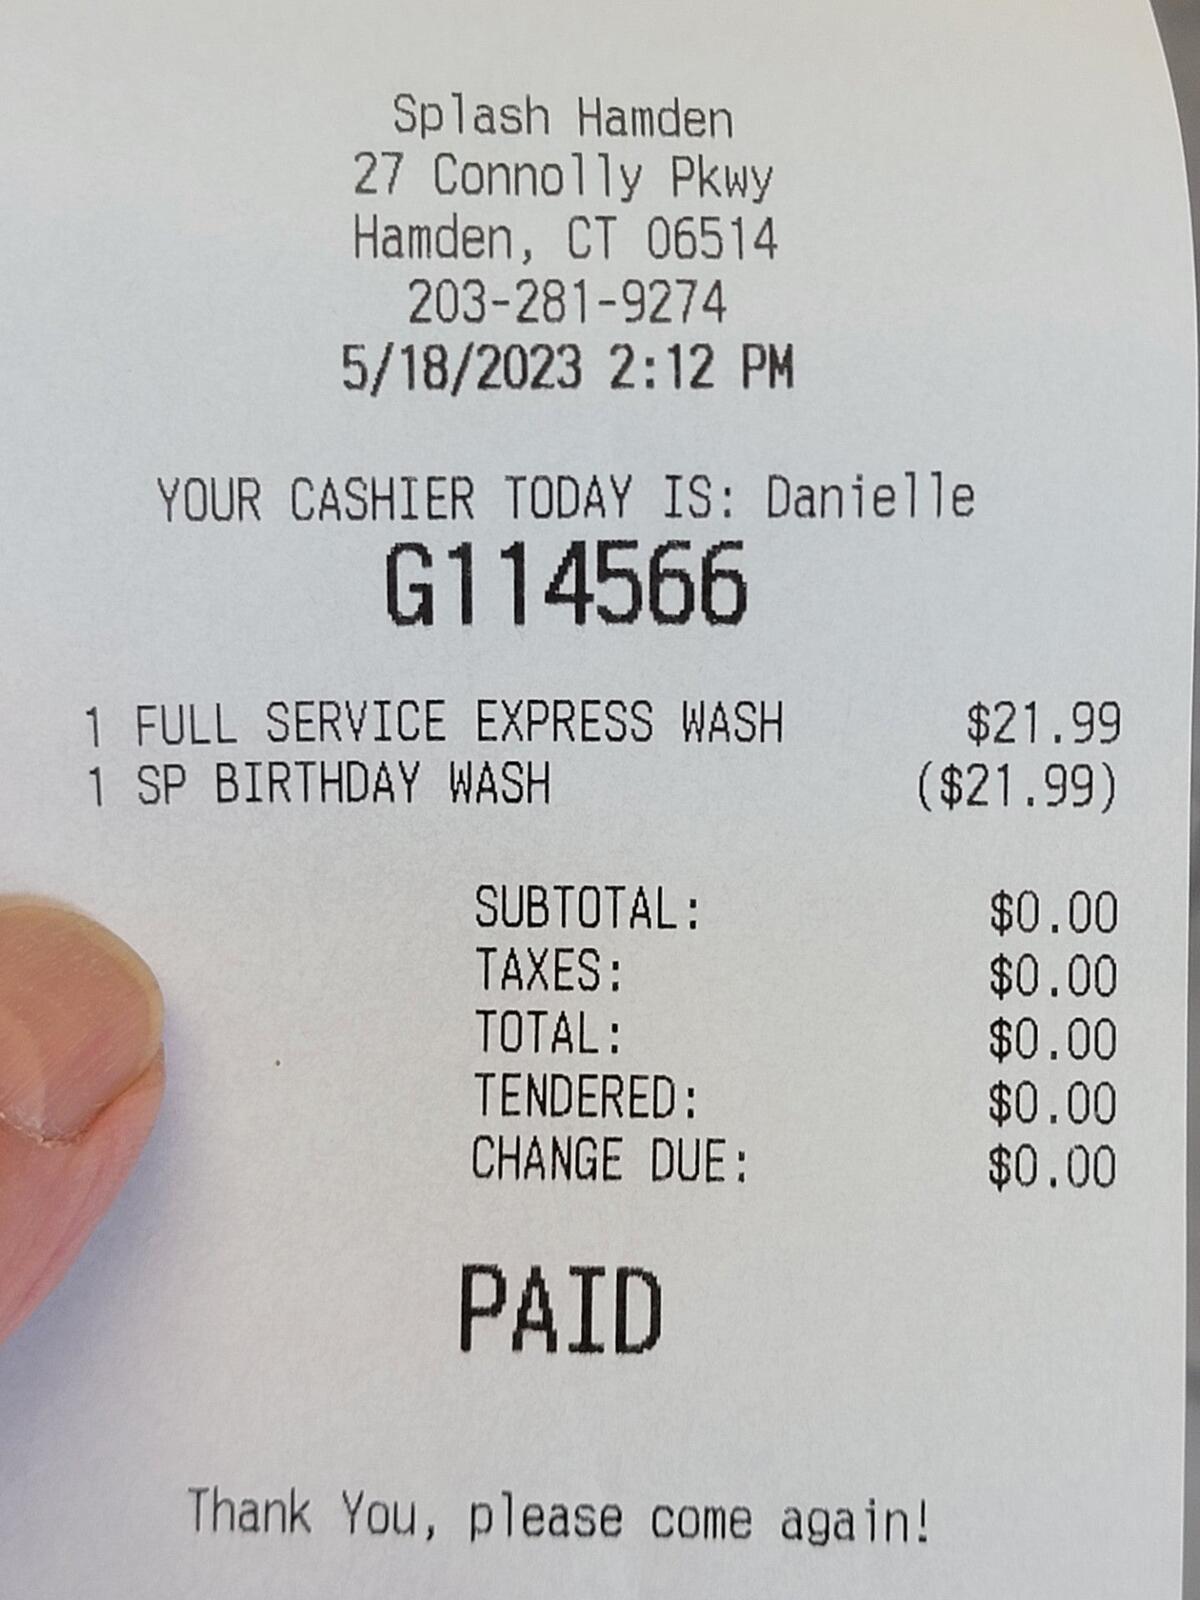 Splash Hamden
27 Connolly Pkwy
Hamden, CT 06514
203-281-9274
5/18/2023 2:12 PM
YOUR CASHIER TODAY IS: Danielle
G114566
1 FULL SERVICE EXPRESS WASH $21.99
1 SP BIRTHDAY WASH ($21.99)
SUBTOTAL: $0.00
TAXES: $0.00
TOTAL: $0.00
TENDERED: $0.00
CHANGE DUE: $0.00
PAID
Thank You, please come again!